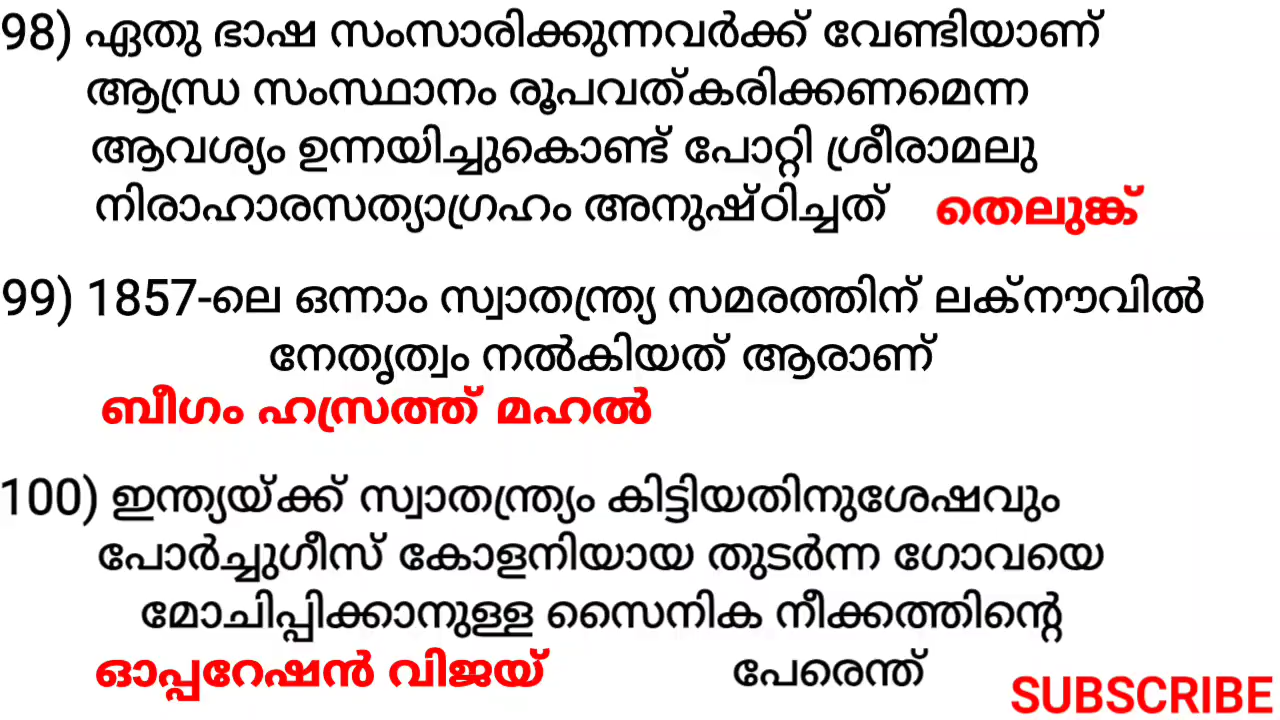 98) ഏതു ഭാഷ സംസാരിക്കുന്നവർക്ക് വേണ്ടിയാണ്
ആന്ധ്ര സംസ്ഥാനം രൂപവത്കരിക്കണമെന്ന
ആവശ്യം ഉന്നയിച്ചുകൊണ്ട് പോറ്റി ശ്രീരാമലു
നിരാഹാരസത്യാഗ്രഹം അനുഷ്ഠിച്ചത് തെലുങ്ക്
99) 1857-ലെ ഒന്നാം സ്വാതന്ത്ര്യ സമരത്തിന് ലക്നൗവിൽ
നേതൃത്വം നൽകിയത് ആരാണ്
ബീഗം ഹസ്രത്ത് മഹൽ
100) ഇന്ത്യയ്ക്ക് സ്വാതന്ത്ര്യം കിട്ടിയതിനുശേഷവും
പോർച്ചുഗീസ് കോളനിയായ തുടർന്ന ഗോവയെ
മോചിപ്പിക്കാനുള്ള സൈനിക നീക്കത്തിന്റെ
ഓപ്പറേഷൻ വിജയ് പേരെന്ത്
SUBSCRIBE